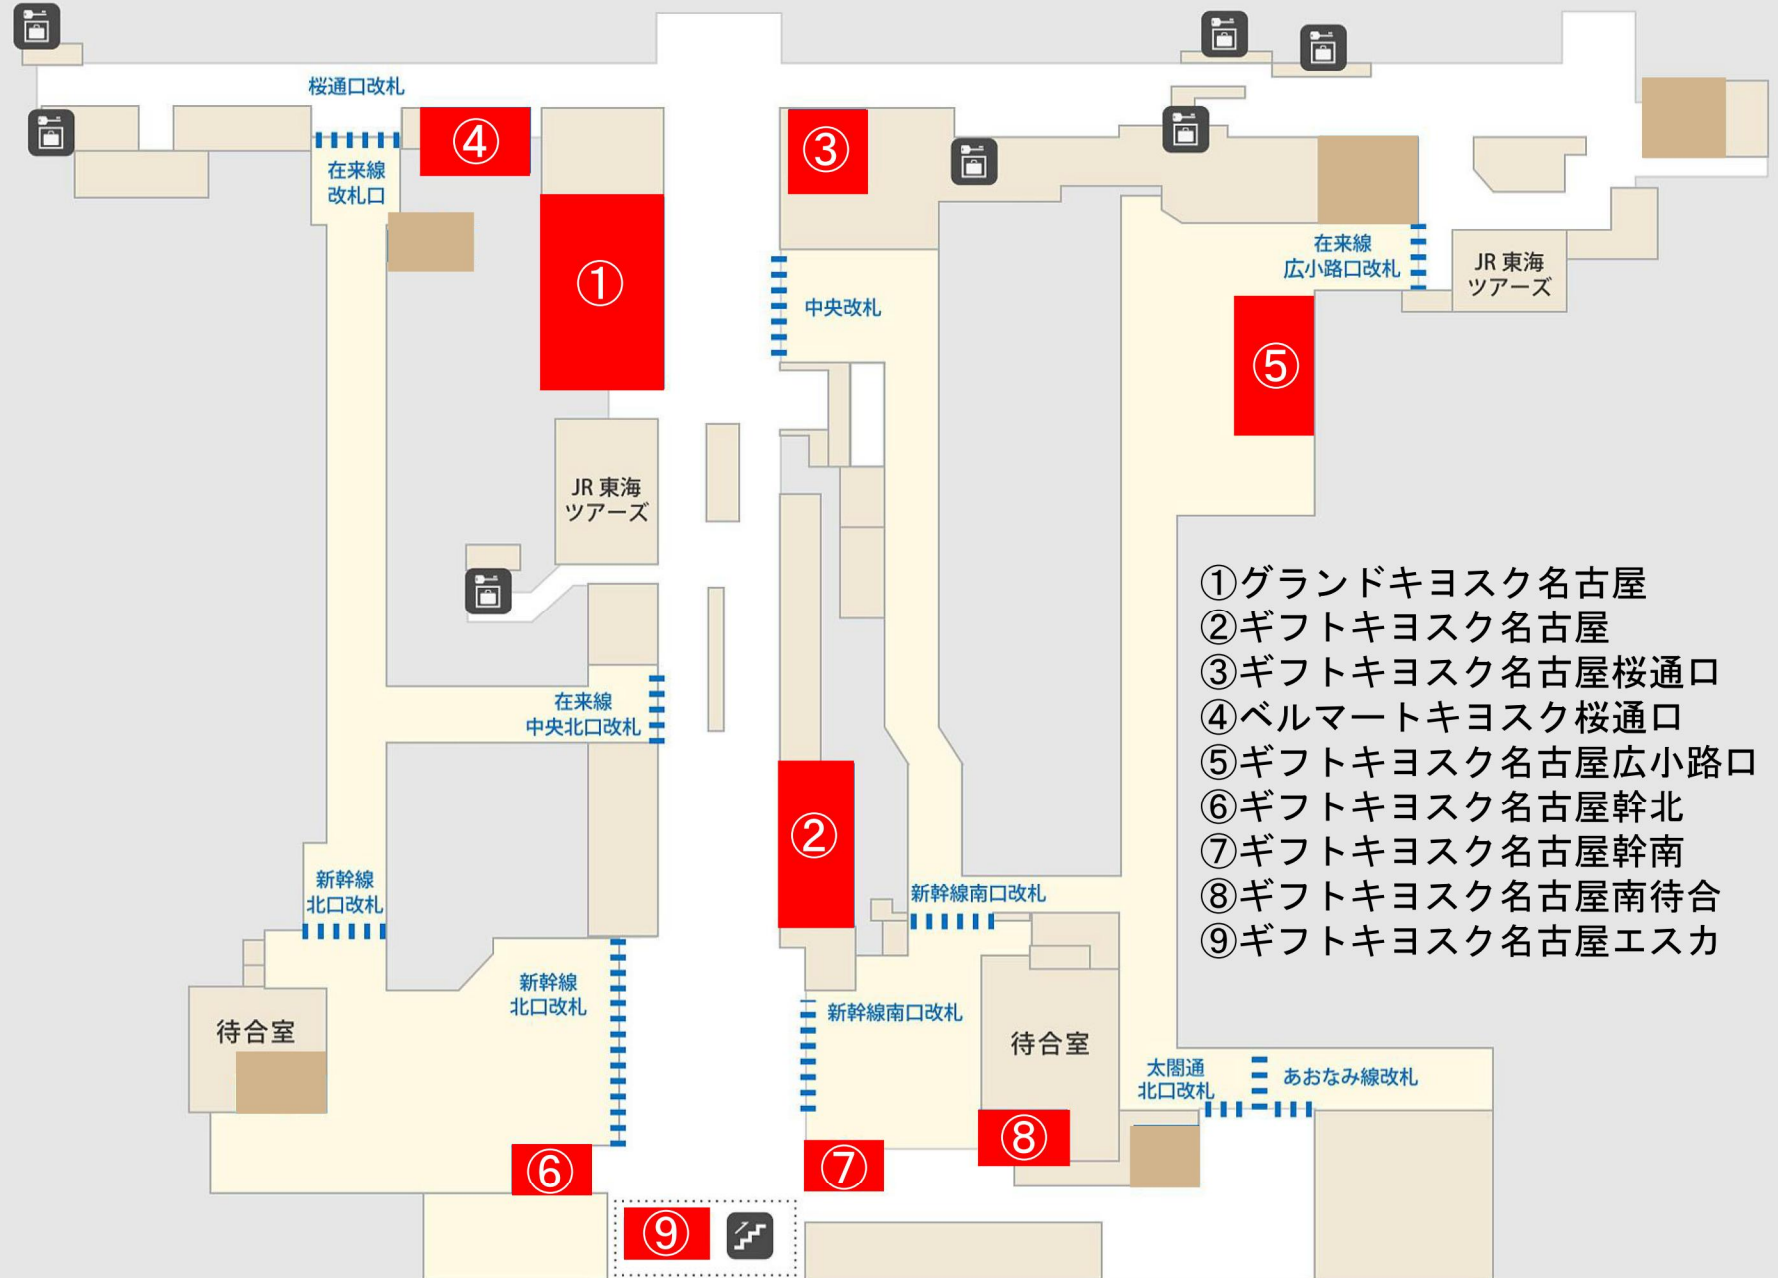 桜通口改札
④
③
在来線
改札口
在来線
広小路口改札
JR 東海
ツアーズ
①
中央改札
⑤
JR 東海
ツアーズ
①グランドキヨスク名古屋
②ギフトキヨスク名古屋
③ギフトキヨスク名古屋桜通口
④ベルマートキヨスク桜通口
⑤ギフトキヨスク名古屋広小路口
⑥ギフトキヨスク名古屋幹北
⑦ギフトキヨスク名古屋幹南
⑧ギフトキヨスク名古屋南待合
⑨ギフトキヨスク名古屋エスカ
在来線
中央北口改札
②
新幹線
北口改札
新幹線南口改札
新幹線
北口改札
新幹線南口改札
待合室
待合室
太閤通
北口改札
あおなみ線改札
⑥
⑦
⑧
⑨